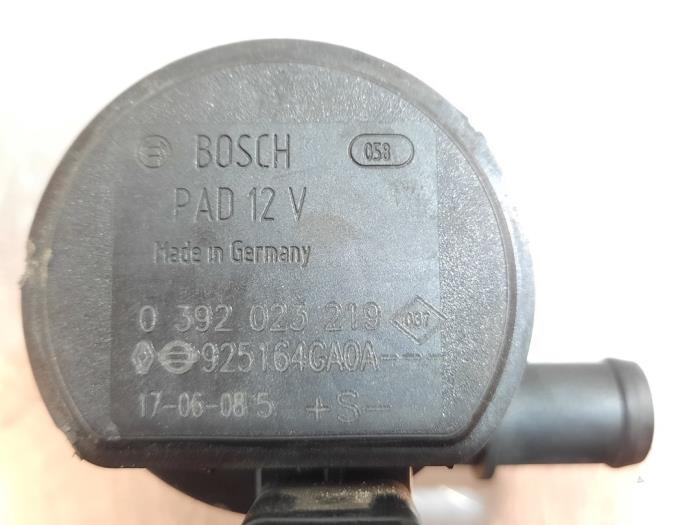 BOSCH 058
PAD 12 V
Made in Germany
0 392 023 219 037
925164GA0A----
17-06-08 5 +S-